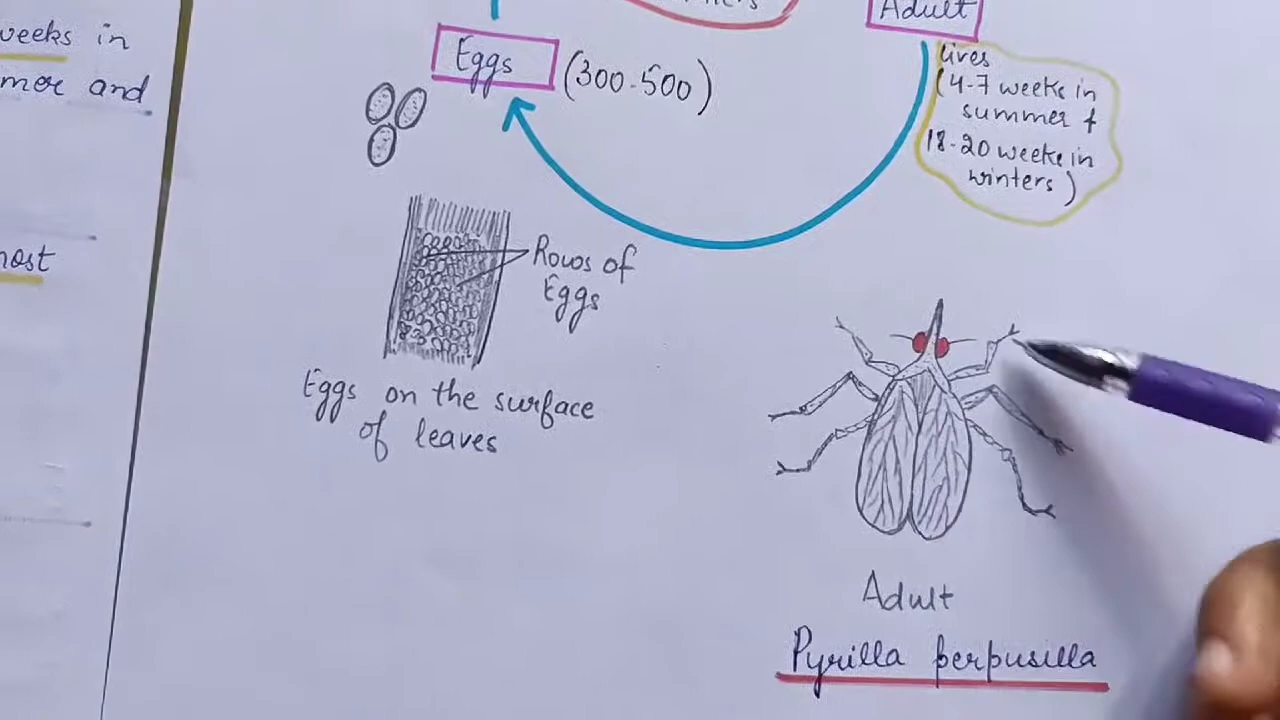 weeks in
mer and
Adult
Eggs
(300-500)
lives
(4-7 weeks in
summer +
18-20 weeks in
winters)
Rows of
Eggs
Eggs on the surface
of leaves
Adult
Pyrilla perpusilla